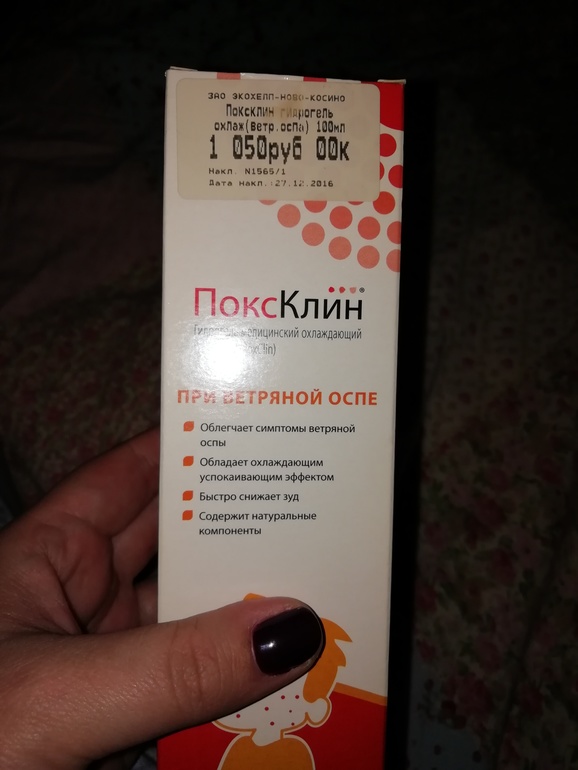 ЗАО ЭКОХЕЛП-НОВО-КОСИНО
Поксклин гидрогель
охлаж(Ветр.оспа) 100мл
1 050руб 00к
Накл. N1565/1
Дата накл.:27.12.2016
ПоксКлин®
Гидрогель медицинский охлаждающий
ПРИ ВЕТРЯНОЙ ОСПЕ
Облегчает симптомы ветряной
оспы
Обладает охлаждающим
успокаивающим эффектом
Быстро снижает зуд
Содержит натуральные
компоненты